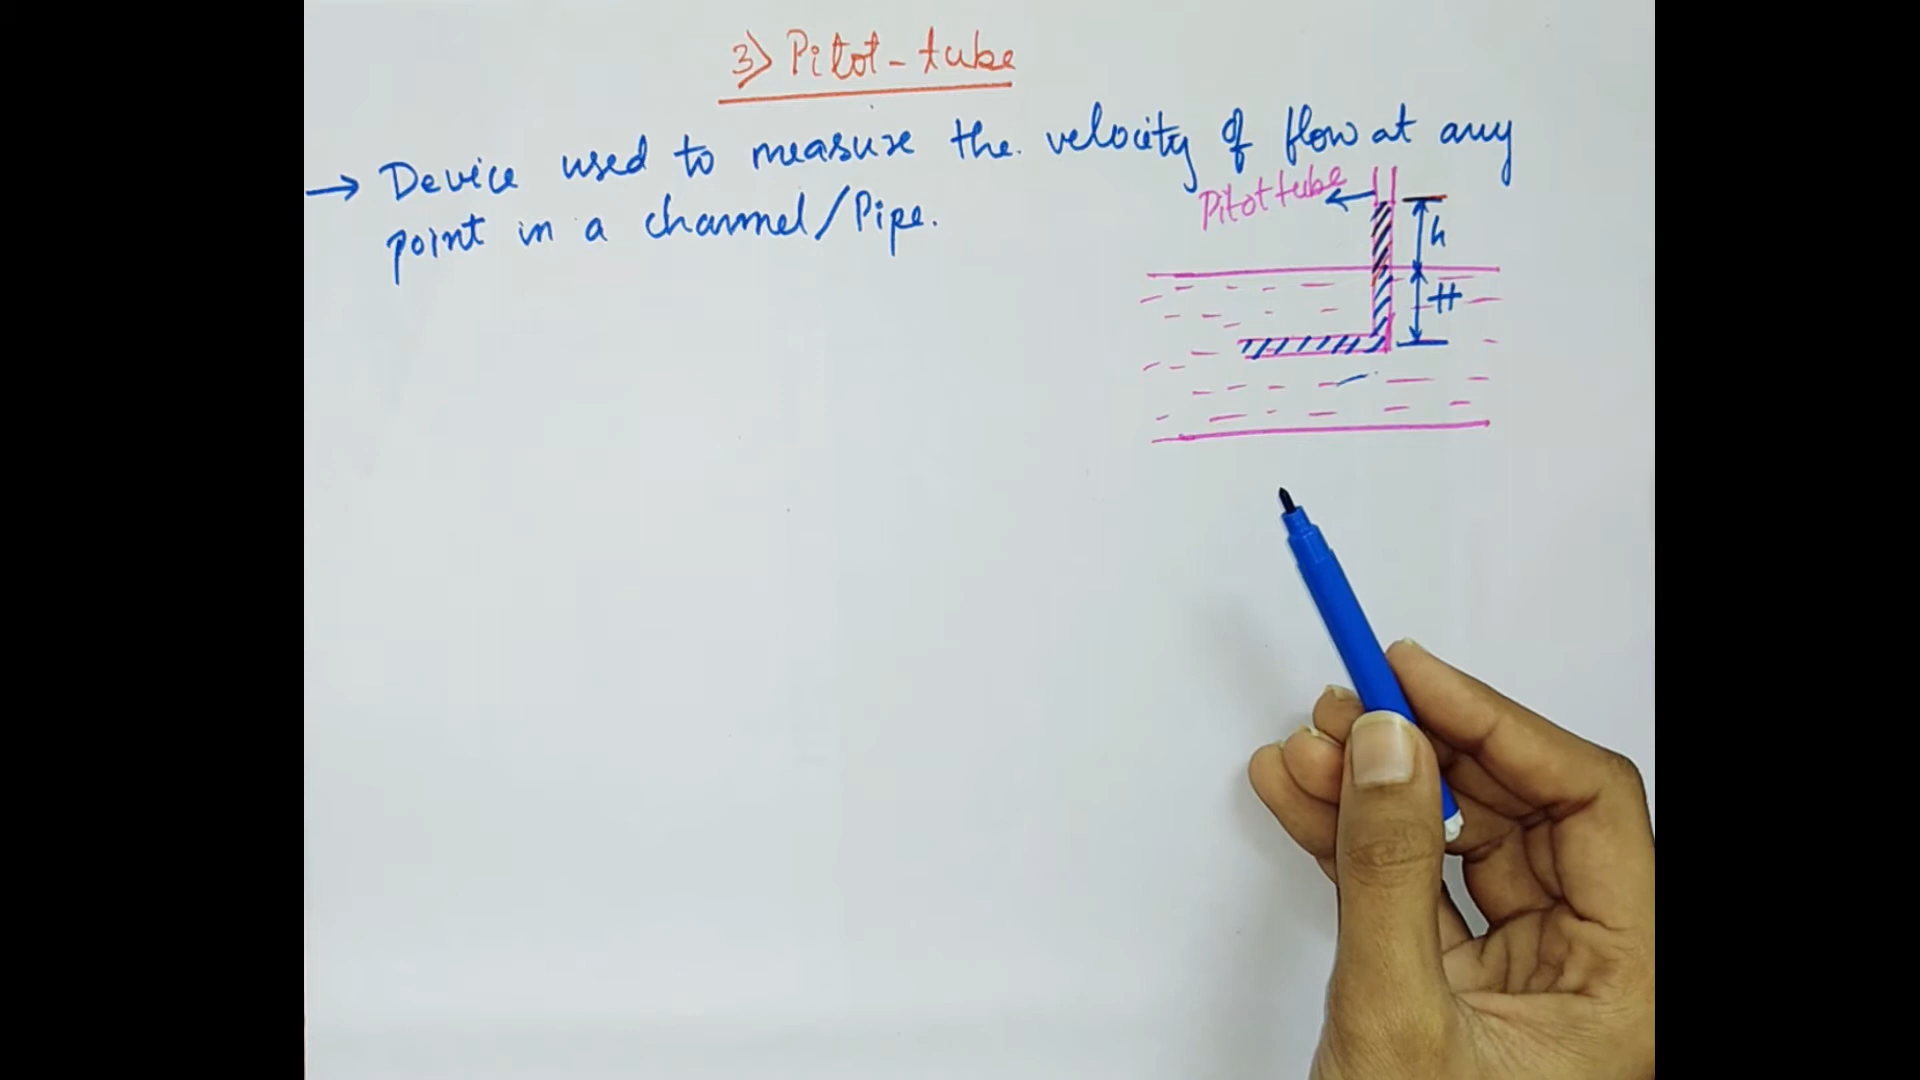 3) Pitot-tube
→ Device used to measure the velocity of flow at any
point in a channel/Pipe.
Pitot tube
h
H